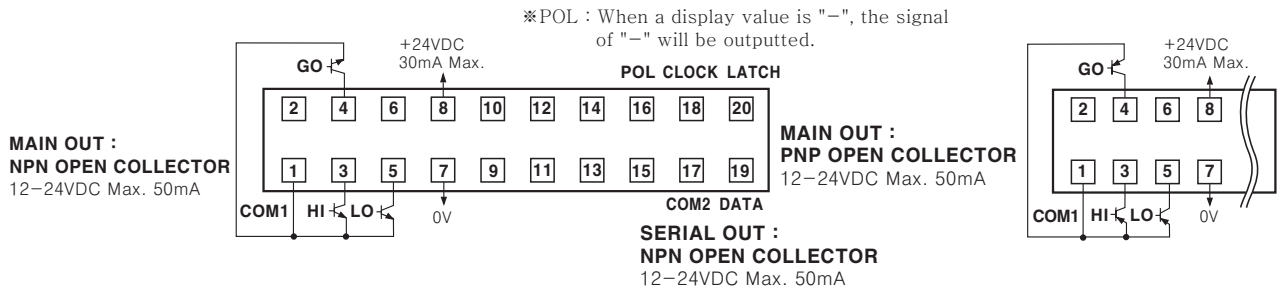 ※POL : When a display value is "−", the signal
of "−" will be outputted.
+24VDC
30mA Max.
GO
POL CLOCK LATCH
2 4 6 8 10 12 14 16 18 20
MAIN OUT :
NPN OPEN COLLECTOR
12−24VDC Max. 50mA
1 3 5 7 9 11 13 15 17 19
COM1 HI LO 0V
COM2 DATA
SERIAL OUT :
NPN OPEN COLLECTOR
12−24VDC Max. 50mA
MAIN OUT :
PNP OPEN COLLECTOR
12−24VDC Max. 50mA
+24VDC
30mA Max.
GO
2 4 6 8
1 3 5 7
COM1 HI LO 0V